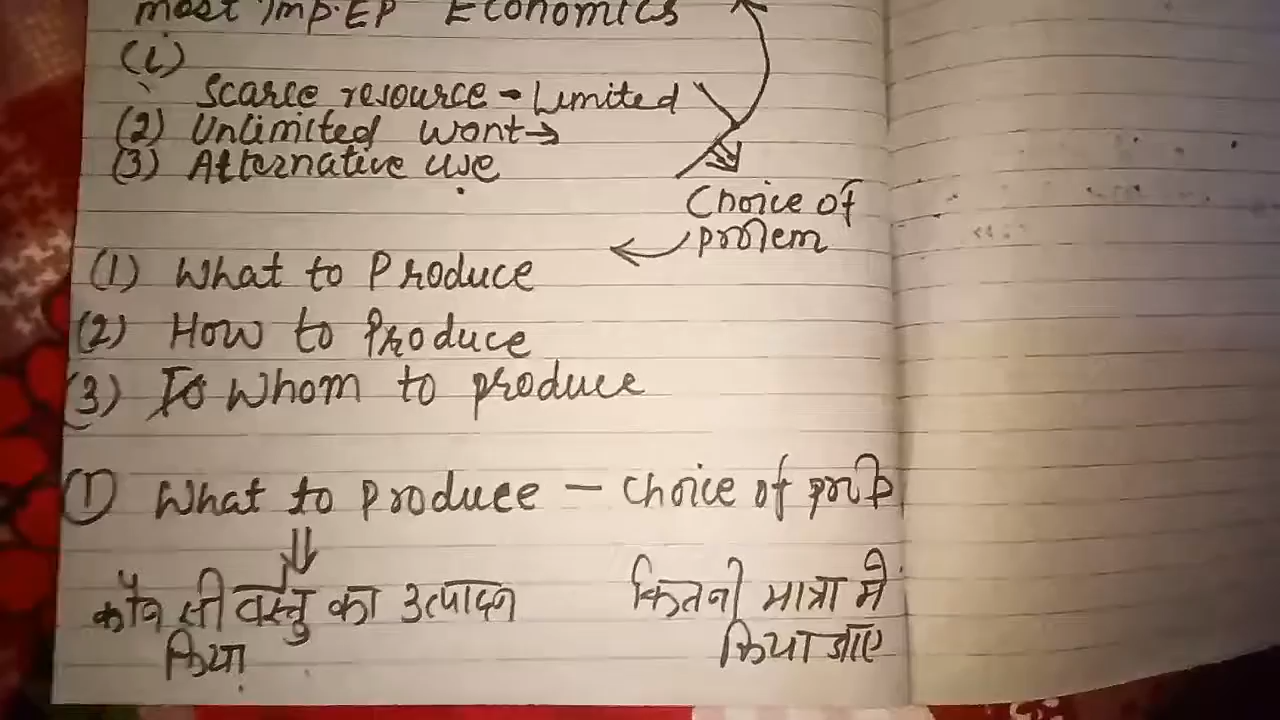 most Imp. EP Economics
(i)
Scarce resource - Limited
(2) Unlimited Want →
(3) Alternative use
Choice of
problem
(1) What to Produce
(2) How to Produce
(3) Whom to produce
(1) What to produce - Choice of prob
कौन सी वस्तु का उत्पादन
किया
कितनी मात्रा में
किया जाए